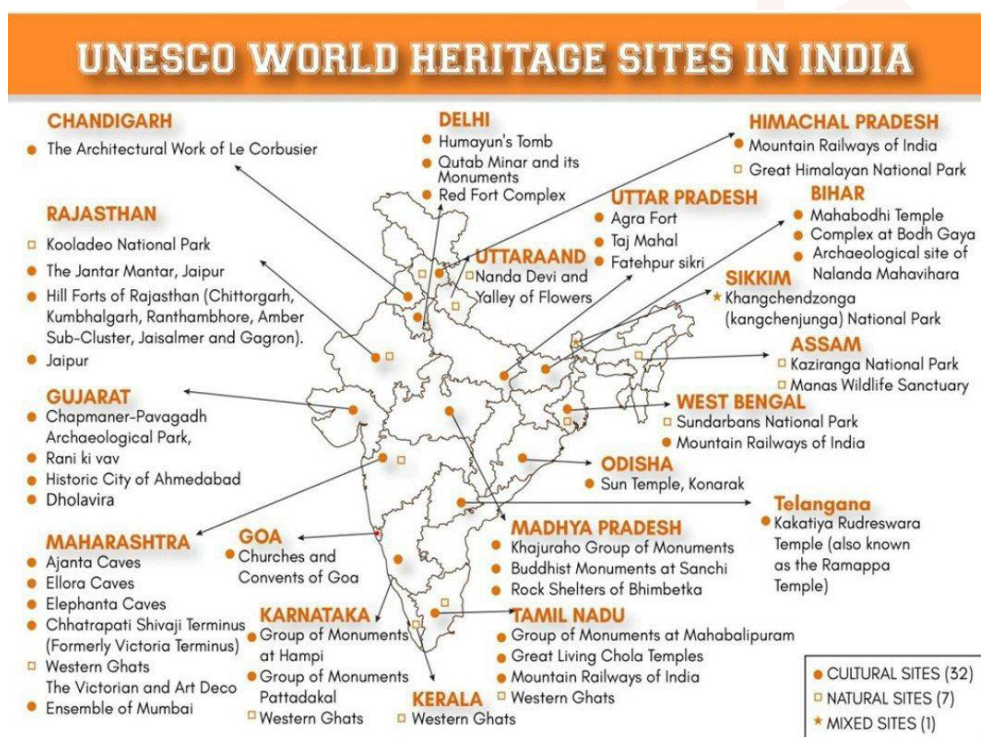 UNESCO WORLD HERITAGE SITES IN INDIA
CHANDIGARH
The Architectural Work of Le Corbusier
RAJASTHAN
Kooladeo National Park
The Jantar Mantar, Jaipur
Hill Forts of Rajasthan (Chittorgarh,
Kumbhalgarh, Ranthambhore, Amber
Sub-Cluster, Jaisalmer and Gagron).
Jaipur
GUJARAT
Chapmaner-Pavagadh
Archaeological Park,
Rani ki vav
Historic City of Ahmedabad
Dholavira
MAHARASHTRA
Ajanta Caves
Ellora Caves
Elephanta Caves
Chhatrapati Shivaji Terminus
(Formerly Victoria Terminus)
Western Ghats
The Victorian and Art Deco
Ensemble of Mumbai
GOA
Churches and
Convents of Goa
KARNATAKA
Group of Monuments
at Hampi
Group of Monuments
Pattadakal
Western Ghats
KERALA
Western Ghats
DELHI
Humayun's Tomb
Qutab Minar and its
Monuments
Red Fort Complex
UTTARAAND
Nanda Devi and
Yalley of Flowers
UTTAR PRADESH
Agra Fort
Taj Mahal
Fatehpur sikri
HIMACHAL PRADESH
Mountain Railways of India
Great Himalayan National Park
BIHAR
Mahabodhi Temple
Complex at Bodh Gaya
Archaeological site of
Nalanda Mahavihara
SIKKIM
Khangchendzonga
(kangchenjunga) National Park
ASSAM
Kaziranga National Park
Manas Wildlife Sanctuary
WEST BENGAL
Sundarbans National Park
Mountain Railways of India
ODISHA
Sun Temple, Konarak
Telangana
Kakatiya Rudreswara
Temple (also known
as the Ramappa
Temple)
MADHYA PRADESH
Khajuraho Group of Monuments
Buddhist Monuments at Sanchi
Rock Shelters of Bhimbetka
TAMIL NADU
Group of Monuments at Mahabalipuram
Great Living Chola Temples
Mountain Railways of India
Western Ghats
CULTURAL SITES (32)
NATURAL SITES (7)
MIXED SITES (1)